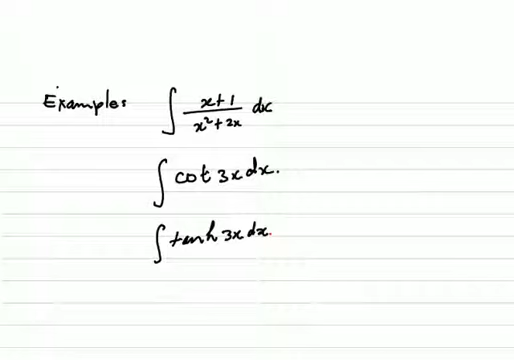 Examples ∫ x+1 / x²+2x dx
∫ cot 3x dx.
∫ tanh 3x dx.